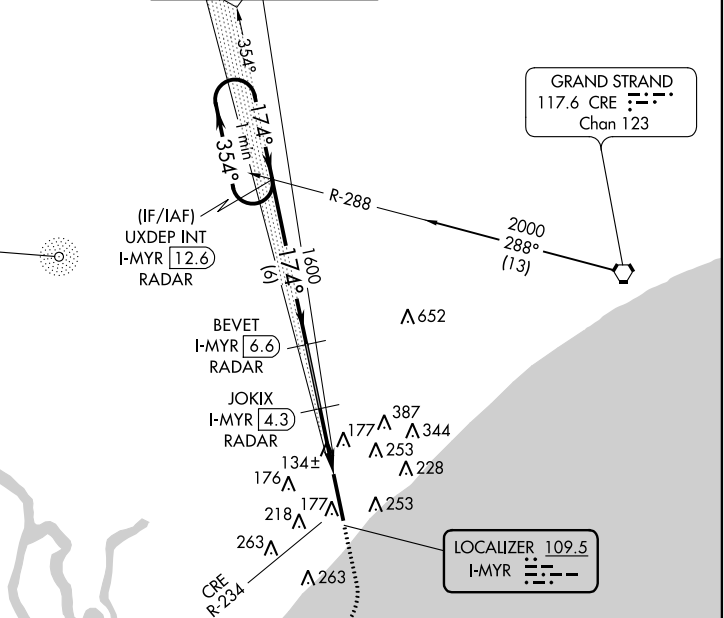 354°
174°
1 min
354°
GRAND STRAND
117.6 CRE
Chan 123
R-288
2000
288°
(13)
(IF/IAF)
UXDEP INT
I-MYR 12.6
RADAR
1600
174°
(6)
652
BEVET
I-MYR 6.6
RADAR
JOKIX
I-MYR 4.3
RADAR
387
177
344
253
134±
228
176
177
253
218
263
LOCALIZER 109.5
I-MYR
CRE
R-234
263